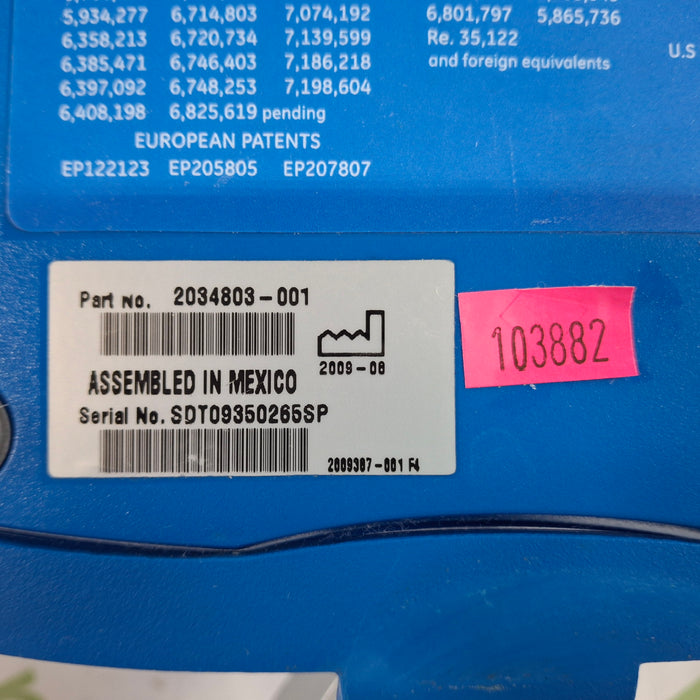 5,934,277 6,714,803 7,074,192 6,801,797 5,865,736
6,358,213 6,720,734 7,139,599 Re. 35,122
6,385,471 6,746,403 7,186,218 and foreign equivalents
U.S
6,397,092 6,748,253 7,198,604
6,408,198 6,825,619 pending
EUROPEAN PATENTS
EP122123 EP205805 EP207807
Part No. 2034803-001
2009-08
ASSEMBLED IN MEXICO
Serial No. SDT09350265SP
2009387-001 F4
103882